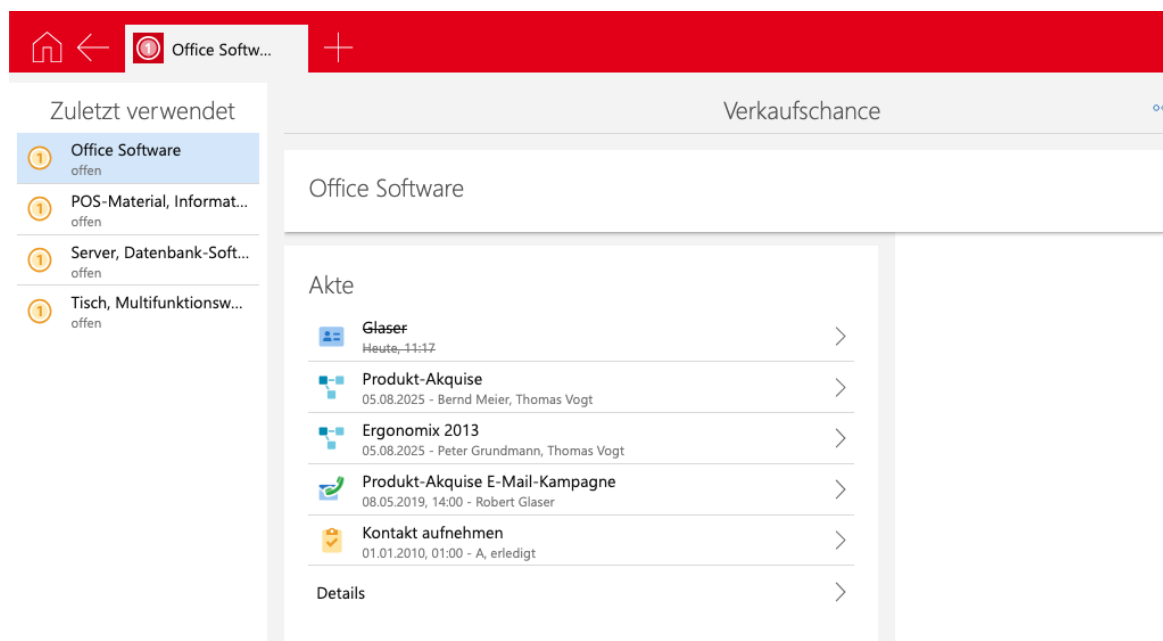 Office Softw...
Zuletzt verwendet
Office Software
offen
POS-Material, Informat...
offen
Server, Datenbank-Soft...
offen
Tisch, Multifunktionsw...
offen
Verkaufschance
Office Software
Akte
Glaser
Heute, 11:17
Produkt-Akquise
05.08.2025 - Bernd Meier, Thomas Vogt
Ergonomix 2013
05.08.2025 - Peter Grundmann, Thomas Vogt
Produkt-Akquise E-Mail-Kampagne
08.05.2019, 14:00 - Robert Glaser
Kontakt aufnehmen
01.01.2010, 01:00 - A, erledigt
Details